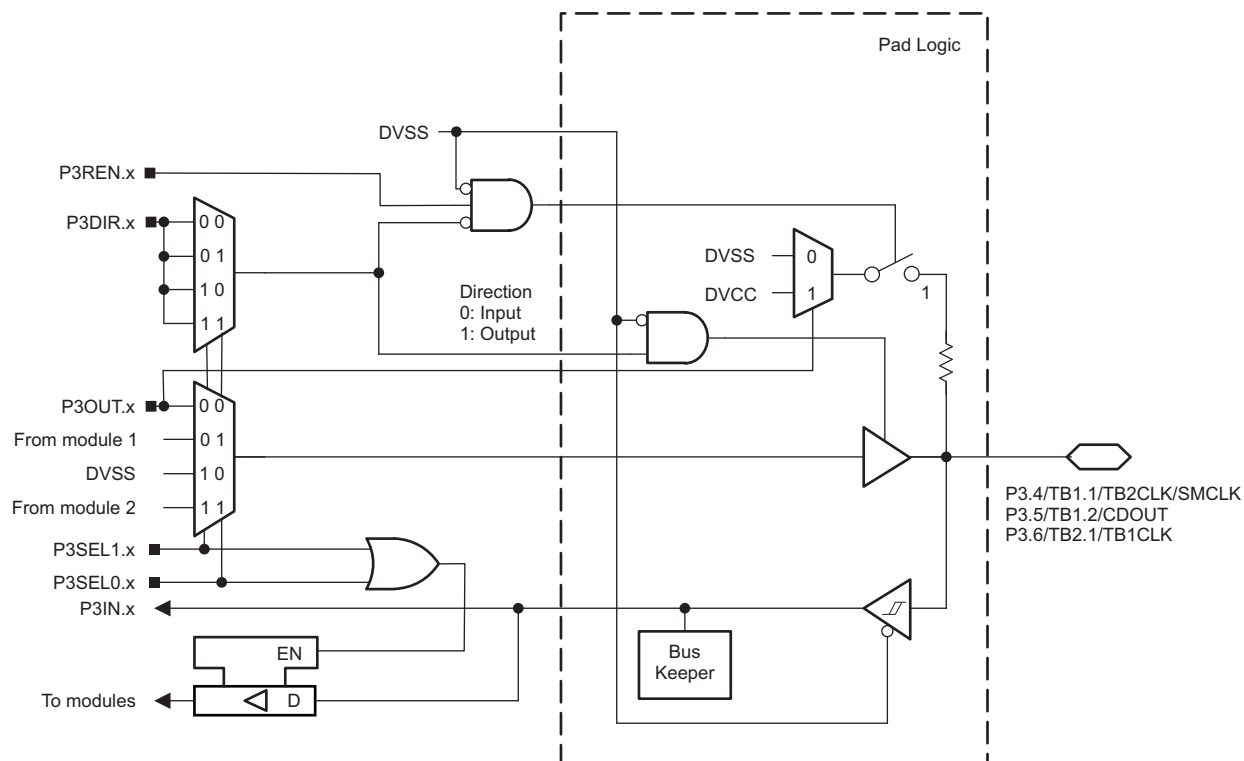 Pad Logic
DVSS
P3REN.x
P3DIR.x
0 0
0 1
1 0
1 1
Direction
0: Input
1: Output
DVSS
0
DVCC
1
1
P3OUT.x
0 0
From module 1
0 1
DVSS
1 0
From module 2
1 1
P3.4/TB1.1/TB2CLK/SMCLK
P3.5/TB1.2/CDOUT
P3.6/TB2.1/TB1CLK
P3SEL1.x
P3SEL0.x
P3IN.x
EN
Bus
Keeper
To modules
D